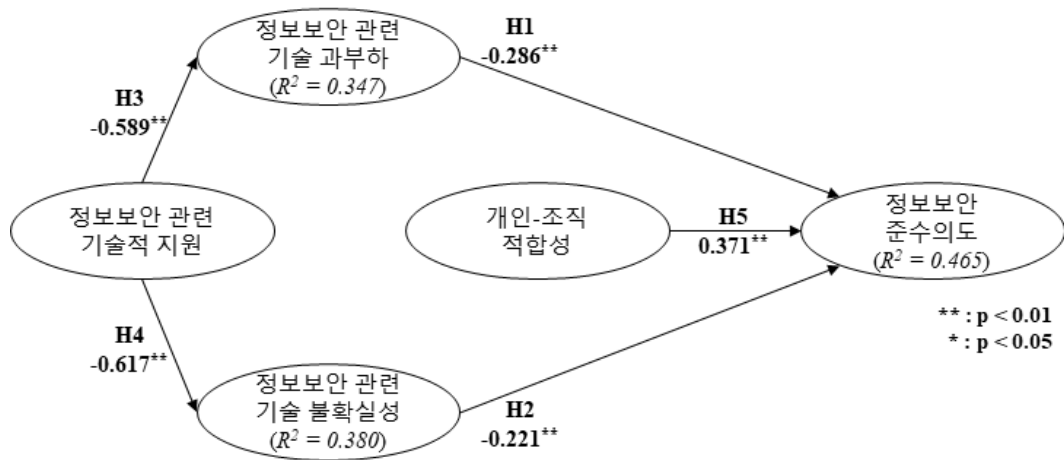 정보보안 관련
기술 과부하
(R² = 0.347)
H1
-0.286**
H3
-0.589**
정보보안 관련
기술적 지원
개인-조직
적합성
H5
0.371**
정보보안
준수의도
(R² = 0.465)
** : p < 0.01
* : p < 0.05
H4
-0.617**
정보보안 관련
기술 불확실성
(R² = 0.380)
H2
-0.221**